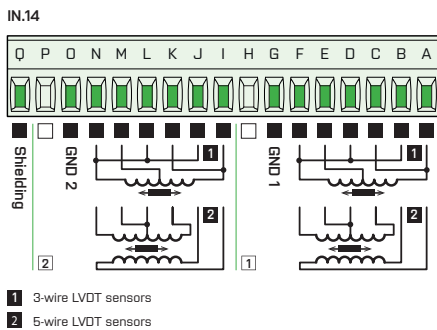 IN.14
Q P O N M L K J I H G F E D C B A
Shielding
GND 2
GND 1
1
1
2
2
2
1
1 3-wire LVDT sensors
2 5-wire LVDT sensors